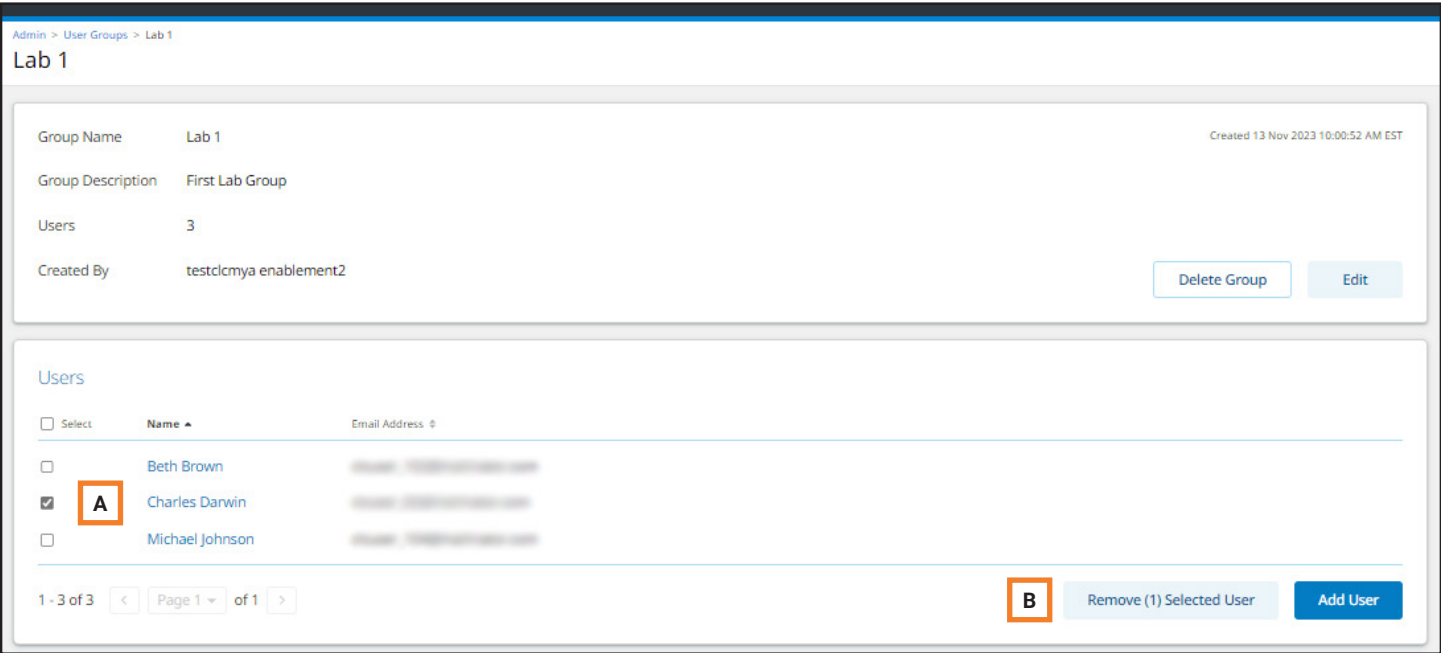 Admin > User Groups > Lab 1
Lab 1
Group Name Lab 1 Created 13 Nov 2023 10:00:52 AM EST
Group Description First Lab Group
Users 3
Created By testclcmya enablement2
Delete Group Edit
Users
Select Name Email Address
Beth Brown
A Charles Darwin
Michael Johnson
1 - 3 of 3 < Page 1 of 1 > B Remove (1) Selected User Add User